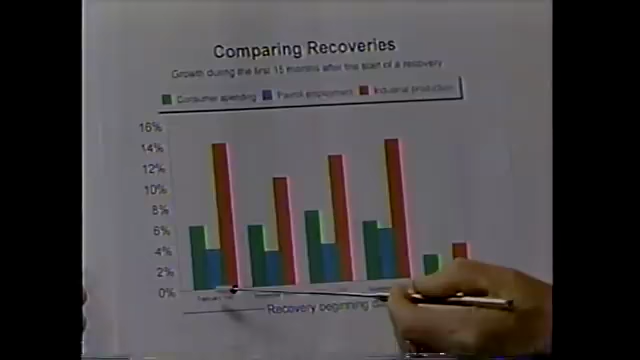 Comparing Recoveries
Growth during the first 15 months after the start of a recovery
Consumer spending Payroll employment Industrial production
16%
14%
12%
10%
8%
6%
4%
2%
0%
Recovery beginning